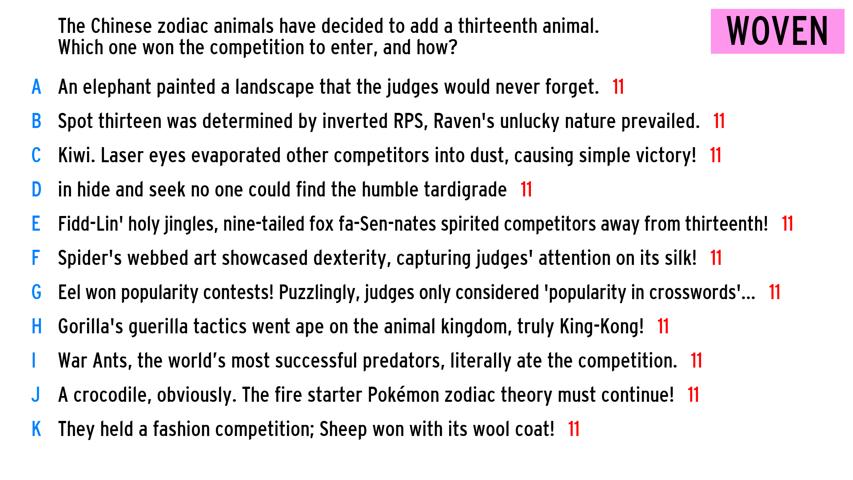 The Chinese zodiac animals have decided to add a thirteenth animal.
Which one won the competition to enter, and how?
WOVEN
A An elephant painted a landscape that the judges would never forget. 11
B Spot thirteen was determined by inverted RPS, Raven's unlucky nature prevailed. 11
C Kiwi. Laser eyes evaporated other competitors into dust, causing simple victory! 11
D in hide and seek no one could find the humble tardigrade 11
E Fidd-Lin' holy jingles, nine-tailed fox fa-Sen-nates spirited competitors away from thirteenth! 11
F Spider's webbed art showcased dexterity, capturing judges' attention on its silk! 11
G Eel won popularity contests! Puzzlingly, judges only considered 'popularity in crosswords'... 11
H Gorilla's guerilla tactics went ape on the animal kingdom, truly King-Kong! 11
I War Ants, the world’s most successful predators, literally ate the competition. 11
J A crocodile, obviously. The fire starter Pokémon zodiac theory must continue! 11
K They held a fashion competition; Sheep won with its wool coat! 11